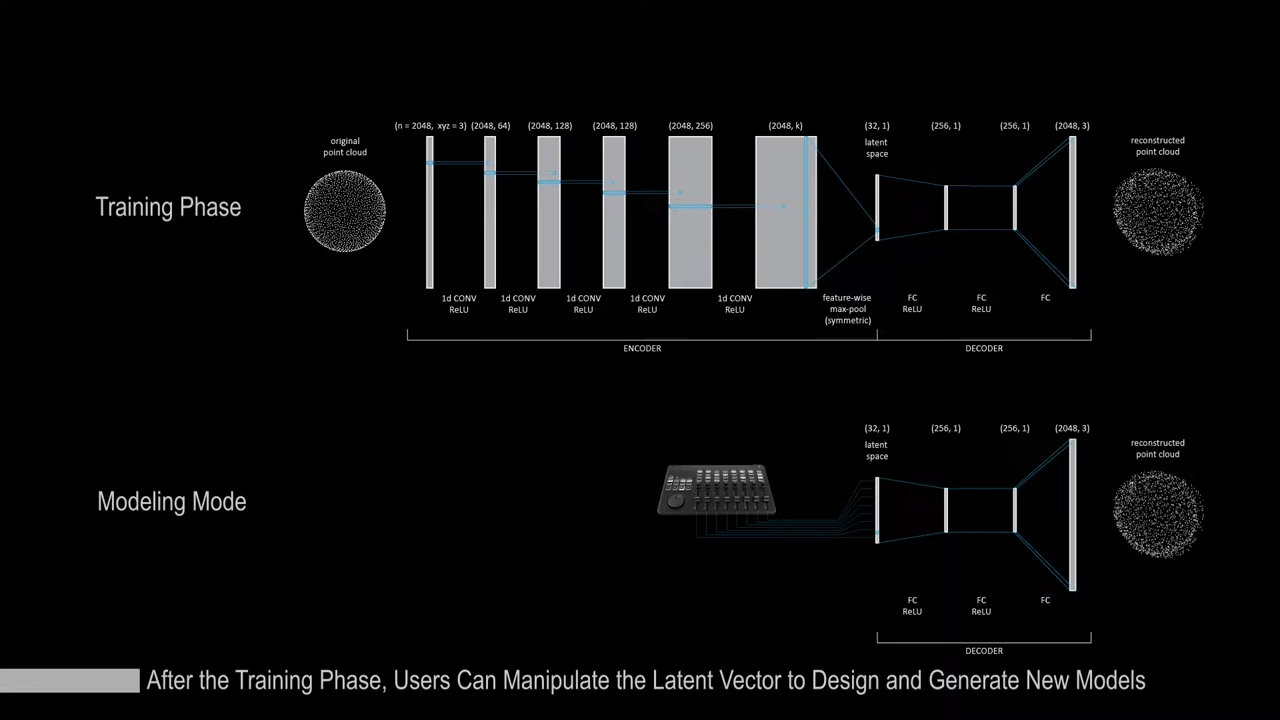 (n = 2048, xyz = 3) (2048, 64) (2048, 128) (2048, 128) (2048, 256) (2048, k) (32, 1) (256, 1) (256, 1) (2048, 3)
original
point cloud
latent
space
reconstructed
point cloud
Training Phase
1d CONV
ReLU
1d CONV
ReLU
1d CONV
ReLU
1d CONV
ReLU
1d CONV
ReLU
feature-wise
max-pool
(symmetric)
FC
ReLU
FC
ReLU
FC
ENCODER
DECODER
(32, 1) (256, 1) (256, 1) (2048, 3)
latent
space
reconstructed
point cloud
Modeling Mode
FC
ReLU
FC
ReLU
FC
DECODER
After the Training Phase, Users Can Manipulate the Latent Vector to Design and Generate New Models